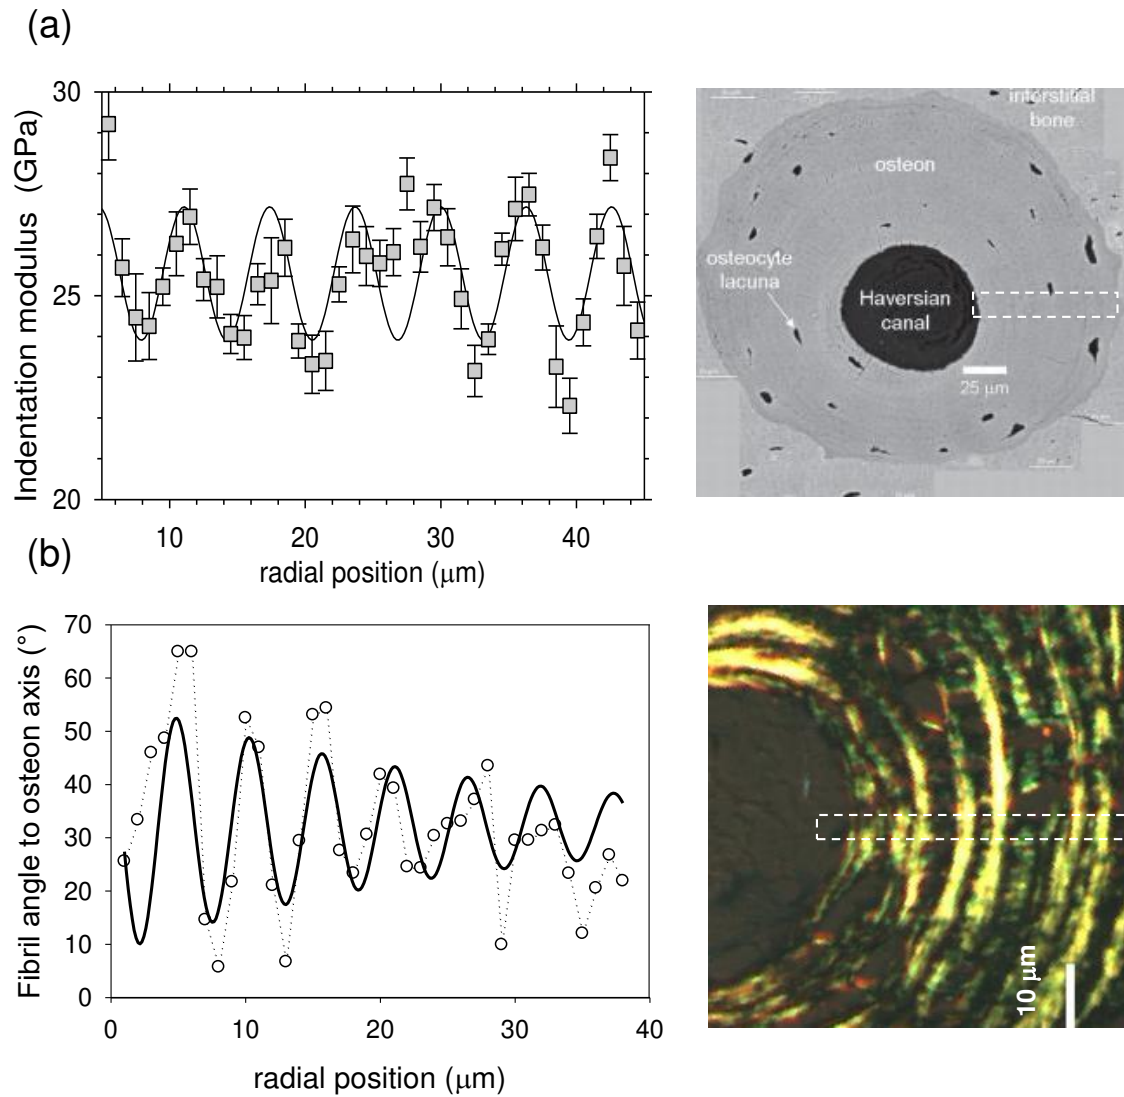 (a)
30
25
20
Indentation modulus (GPa)
10
20
30
40
radial position (μm)
interstitial
bone
osteon
osteocyte
lacuna
Haversian
canal
25 μm
(b)
70
60
50
40
30
20
10
0
Fibril angle to osteon axis (°)
0
10
20
30
40
radial position (μm)
10 μm